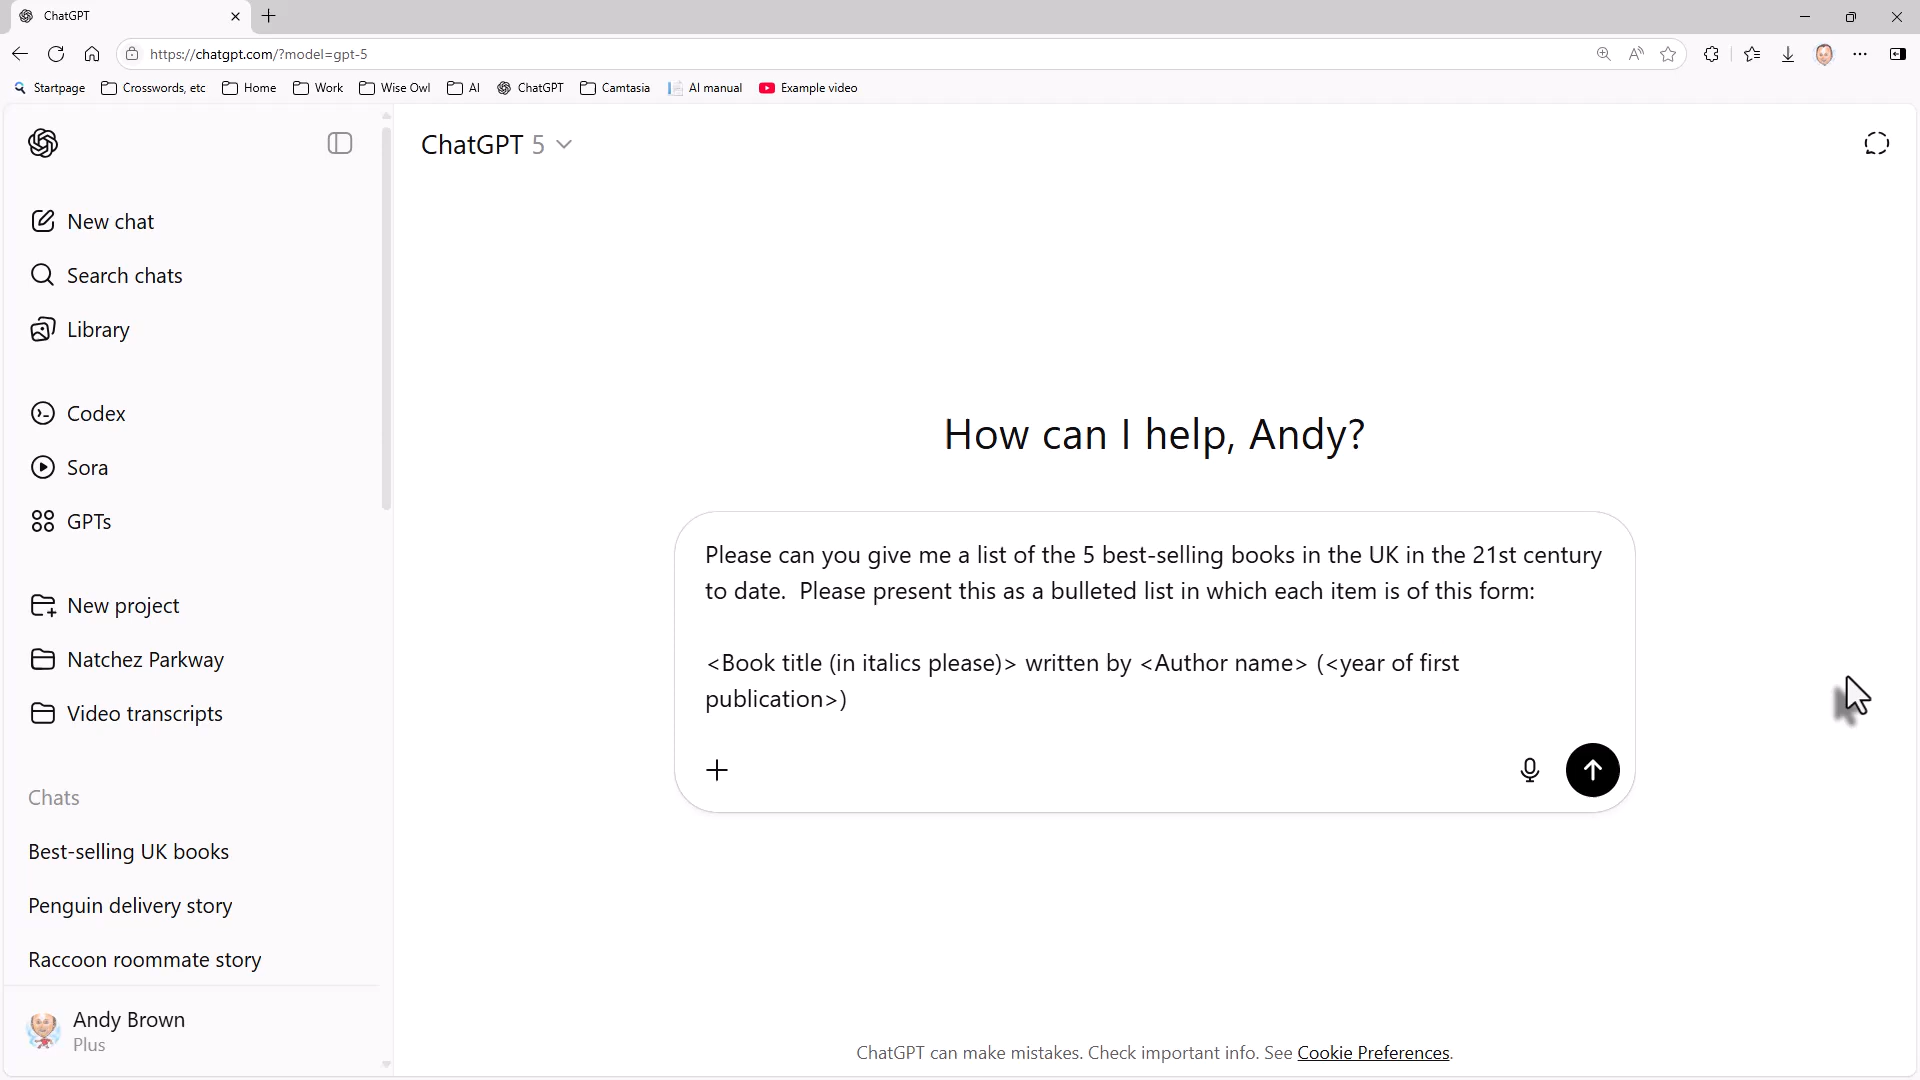 ChatGPT
https://chatgpt.com/?model=gpt-5
Startpage
Crosswords, etc
Home
Work
Wise Owl
AI
ChatGPT
Camtasia
AI manual
Example video
New chat
Search chats
Library
Codex
Sora
GPTs
New project
Natchez Parkway
Video transcripts
Chats
Best-selling UK books
Penguin delivery story
Raccoon roommate story
Andy Brown
Plus
ChatGPT 5
How can I help, Andy?
Please can you give me a list of the 5 best-selling books in the UK in the 21st century
to date.  Please present this as a bulleted list in which each item is of this form:
<Book title (in italics please)> written by <Author name> (<year of first
publication>)
ChatGPT can make mistakes. Check important info. See Cookie Preferences.